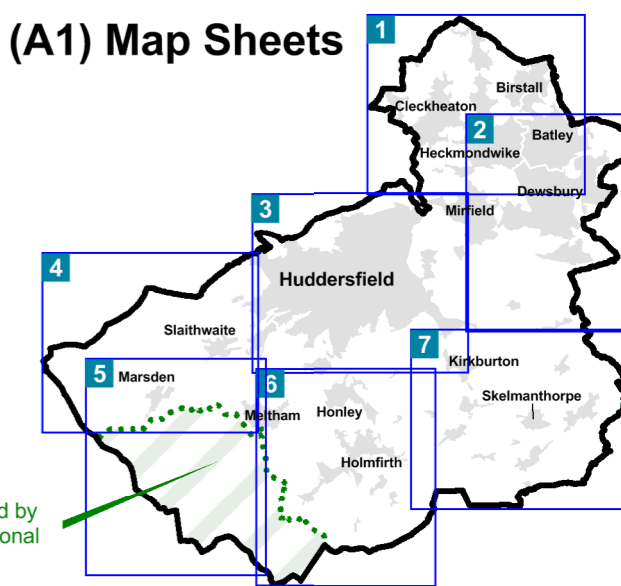 (A1) Map Sheets
1
Birstall
Cleckheaton
2
Batley
Heckmondwike
Dewsbury
3
Mirfield
4
Huddersfield
Slaithwaite
7
5
Kirkburton
Marsden
6
Skelmanthorpe
Meltham
Honley
Holmfirth
d by
onal